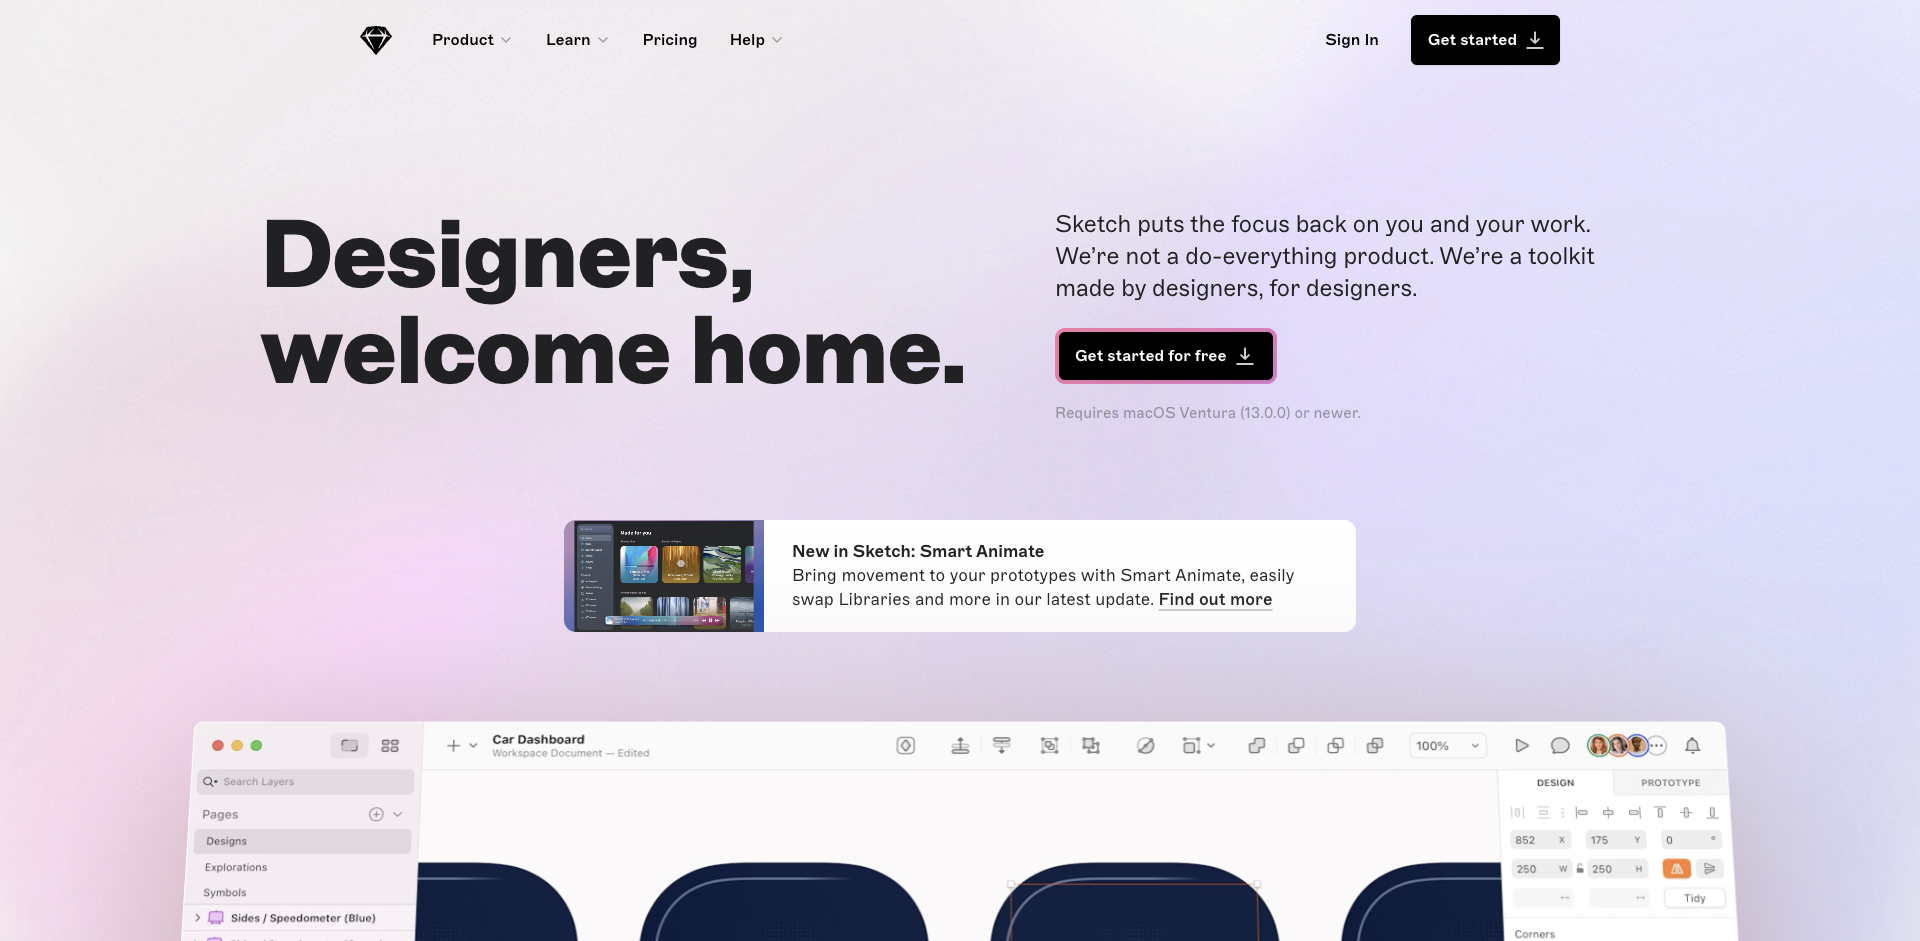 Product
Learn
Pricing
Help
Sign In
Get started
Designers,
welcome home.
Sketch puts the focus back on you and your work.
We’re not a do-everything product. We’re a toolkit
made by designers, for designers.
Get started for free
Requires macOS Ventura (13.0.0) or newer.
Made for you
New in Sketch: Smart Animate
Bring movement to your prototypes with Smart Animate, easily
swap Libraries and more in our latest update. Find out more
Car Dashboard
Workspace Document — Edited
100%
Search Layers
Pages
Designs
Explorations
Symbols
Sides / Speedometer (Blue)
DESIGN
PROTOTYPE
852 X
175 Y
0 °
250 W
250 H
Tidy
Corners